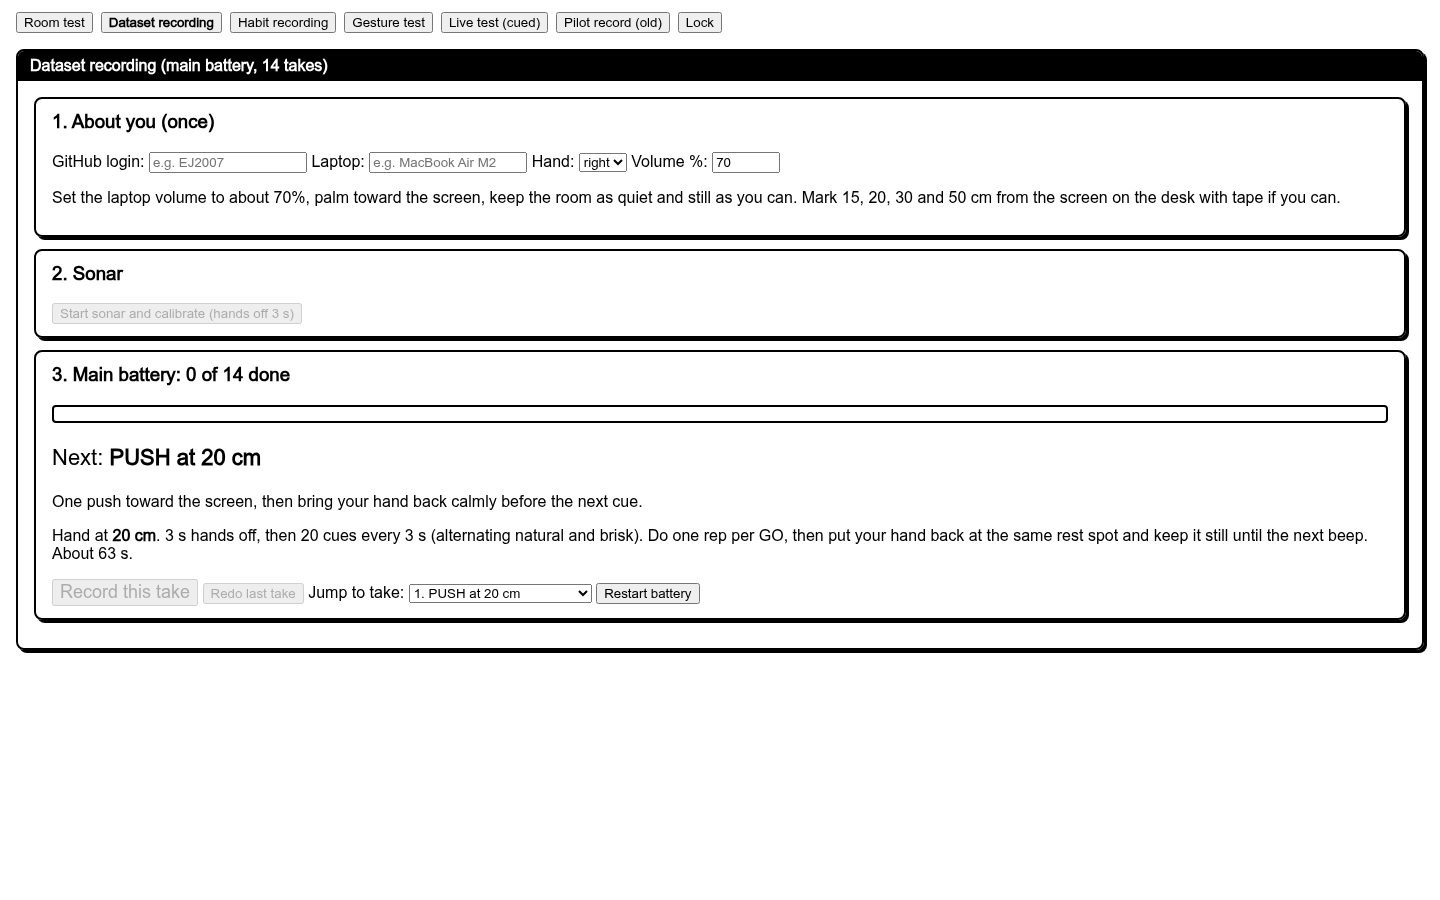 Room test Dataset recording Habit recording Gesture test Live test (cued) Pilot record (old) Lock
Dataset recording (main battery, 14 takes)
1. About you (once)
GitHub login: e.g. EJ2007 Laptop: e.g. MacBook Air M2 Hand: right Volume %: 70
Set the laptop volume to about 70%, palm toward the screen, keep the room as quiet and still as you can. Mark 15, 20, 30 and 50 cm from the screen on the desk with tape if you can.
2. Sonar
Start sonar and calibrate (hands off 3 s)
3. Main battery: 0 of 14 done
Next: PUSH at 20 cm
One push toward the screen, then bring your hand back calmly before the next cue.
Hand at 20 cm. 3 s hands off, then 20 cues every 3 s (alternating natural and brisk). Do one rep per GO, then put your hand back at the same rest spot and keep it still until the next beep.
About 63 s.
Record this take Redo last take Jump to take: 1. PUSH at 20 cm Restart battery